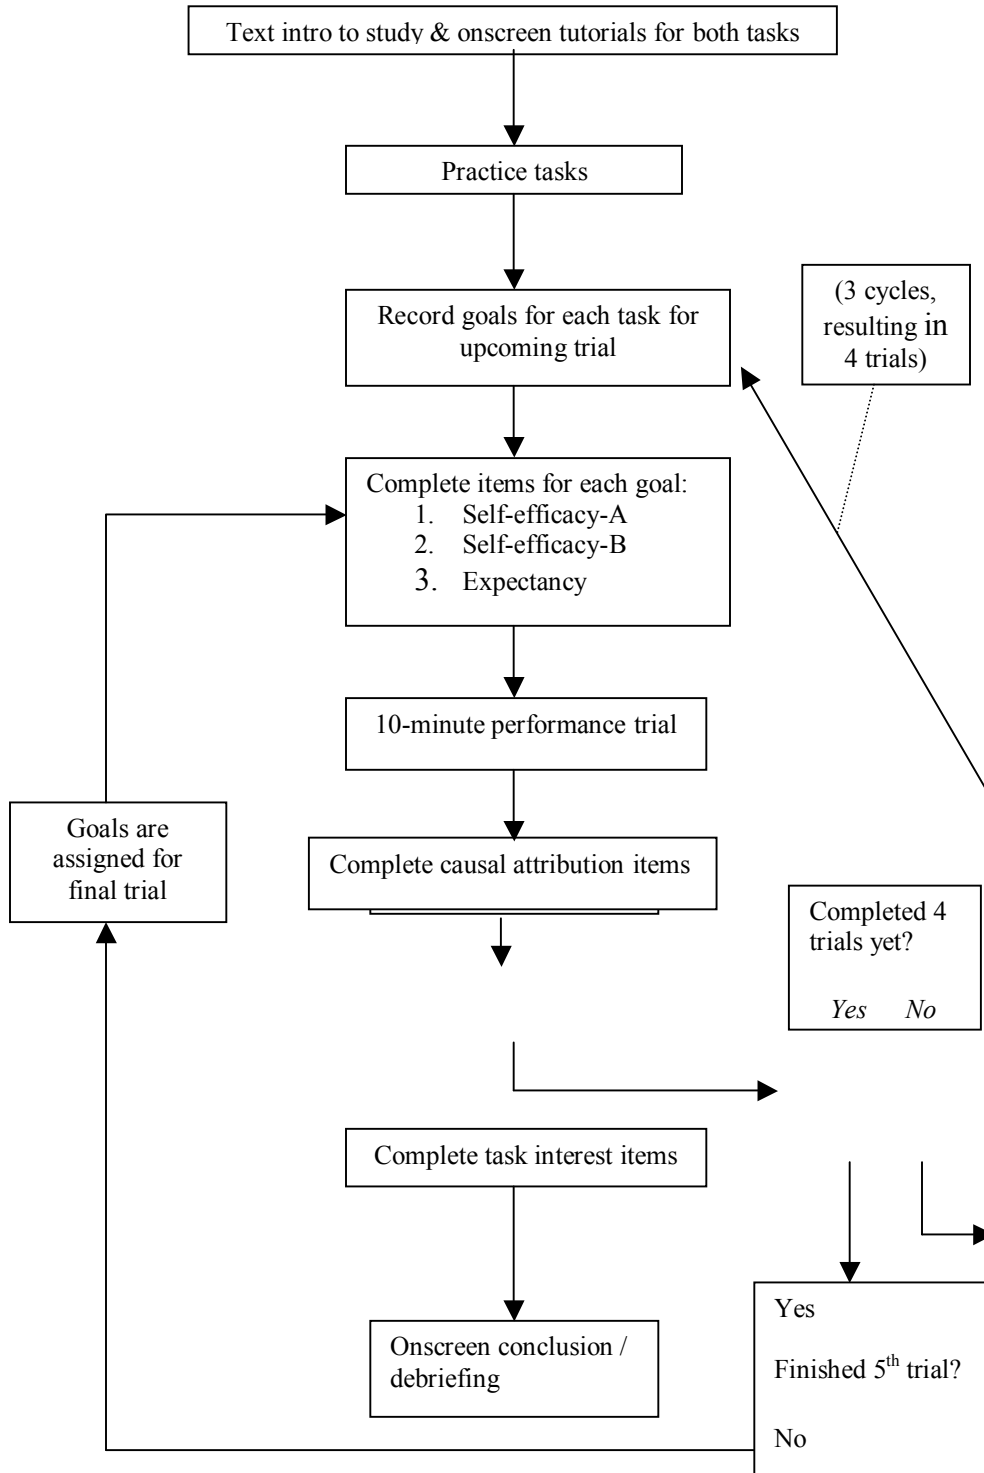 Text intro to study & onscreen tutorials for both tasks
Practice tasks
(3 cycles,
resulting in
4 trials)
Record goals for each task for
upcoming trial
Complete items for each goal:
1. Self-efficacy-A
2. Self-efficacy-B
3. Expectancy
10-minute performance trial
Goals are
assigned for
final trial
Complete causal attribution items
Completed 4
trials yet?
Yes No
Complete task interest items
Onscreen conclusion /
debriefing
Yes
Finished 5th trial?
No